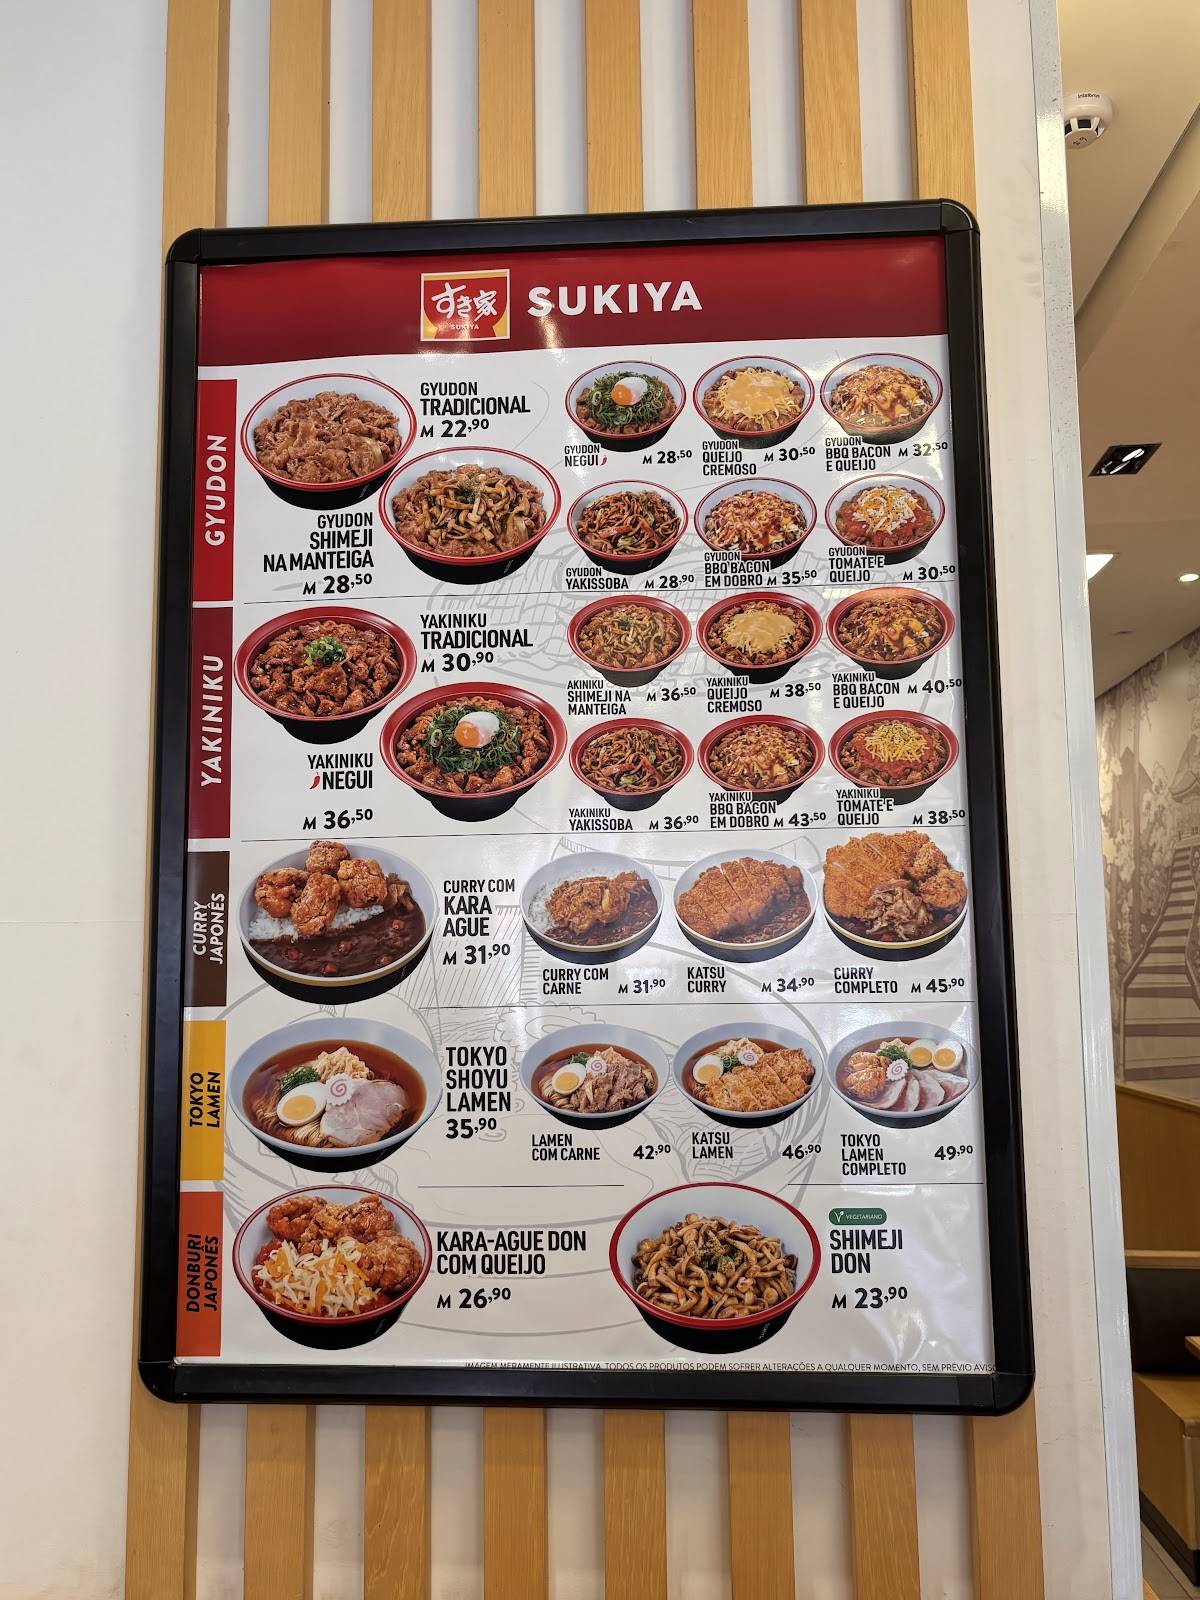 すき家
SUKIYA
SUKIYA
GYUDON
GYUDON
TRADICIONAL
M 22,90
GYUDON
SHIMEJI
NA MANTEIGA
M 28,50
GYUDON
NEGUI
M 28,50
GYUDON
QUEIJO
CREMOSO
M 30,50
GYUDON
BBQ BACON
E QUEIJO
M 32,50
GYUDON
YAKISSOBA
M 28,90
GYUDON
BBQ BACON
EM DOBRO
M 35,50
GYUDON
TOMATE E
QUEIJO
M 30,50
YAKINIKU
YAKINIKU
TRADICIONAL
M 30,90
YAKINIKU
NEGUI
M 36,50
AKINIKU
SHIMEJI NA
MANTEIGA
M 36,50
YAKINIKU
QUEIJO
CREMOSO
M 38,50
YAKINIKU
BBQ BACON
E QUEIJO
M 40,50
YAKINIKU
YAKISSOBA
M 36,90
YAKINIKU
BBQ BACON
EM DOBRO
M 43,50
YAKINIKU
TOMATE E
QUEIJO
M 38,50
CURRY
JAPONÊS
CURRY COM
KARA
AGUE
M 31,90
CURRY COM
CARNE
M 31,90
KATSU
CURRY
M 34,90
CURRY
COMPLETO
M 45,90
TOKYO
LAMEN
TOKYO
SHOYU
LAMEN
35,90
LAMEN
COM CARNE
42,90
KATSU
LAMEN
46,90
TOKYO
LAMEN
COMPLETO
49,90
DONBURI
JAPONÊS
KARA-AGUE DON
COM QUEIJO
M 26,90
VEGETARIANO
SHIMEJI
DON
M 23,90
IMAGEM MERAMENTE ILUSTRATIVA. TODOS OS PRODUTOS PODEM SOFRER ALTERAÇÕES A QUALQUER MOMENTO, SEM PRÉVIO AVISO
intelbras